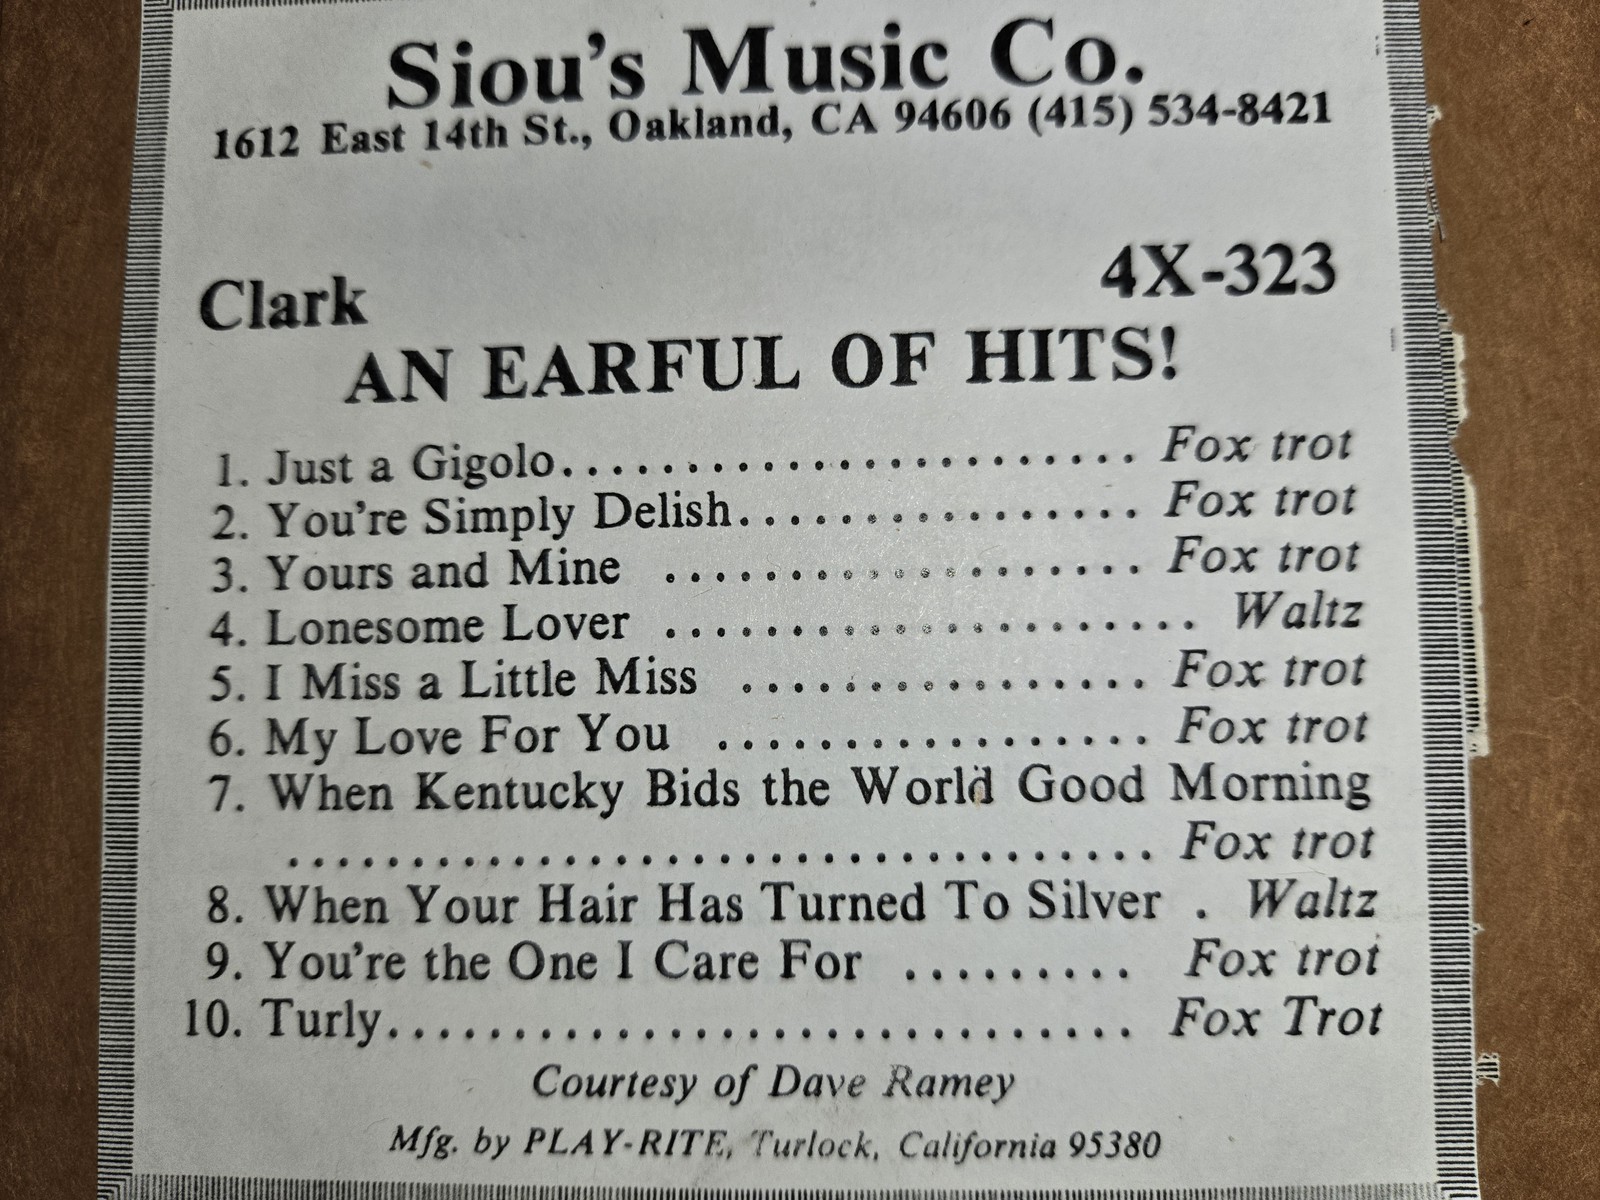 Siou's Music Co.
1612 East 14th St., Oakland, CA 94606 (415) 534-8421
Clark 4X-323
AN EARFUL OF HITS!
1. Just a Gigolo........................ Fox trot
2. You're Simply Delish................. Fox trot
3. Yours and Mine ................... Fox trot
4. Lonesome Lover ..................... Waltz
5. I Miss a Little Miss ................ Fox trot
6. My Love For You ................. Fox trot
7. When Kentucky Bids the World Good Morning
................................... Fox trot
8. When Your Hair Has Turned To Silver . Waltz
9. You're the One I Care For ......... Fox trot
10. Turly.............................. Fox Trot
Courtesy of Dave Ramey
Mfg. by PLAY-RITE, Turlock, California 95380